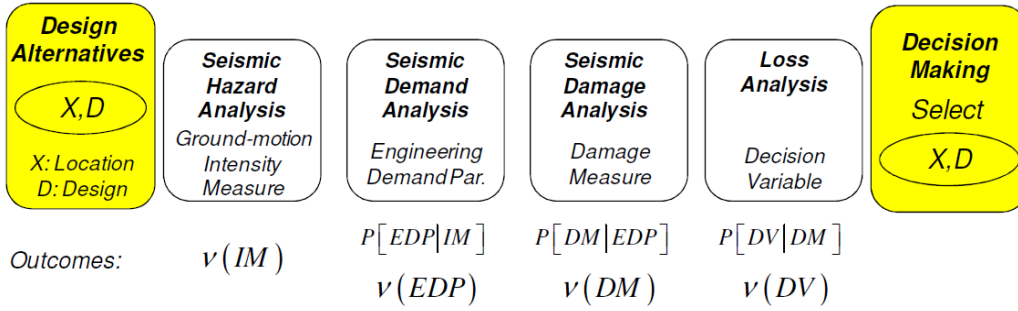 Design
Alternatives
X,D
X: Location
D: Design
Seismic
Hazard
Analysis
Ground-motion
Intensity
Measure
Seismic
Demand
Analysis
Engineering
Demand Par.
Seismic
Damage
Analysis
Damage
Measure
Loss
Analysis
Decision
Variable
Decision
Making
Select
X,D
Outcomes:
ν(IM)
P[EDP|IM]
ν(EDP)
P[DM|EDP]
ν(DM)
P[DV|DM]
ν(DV)